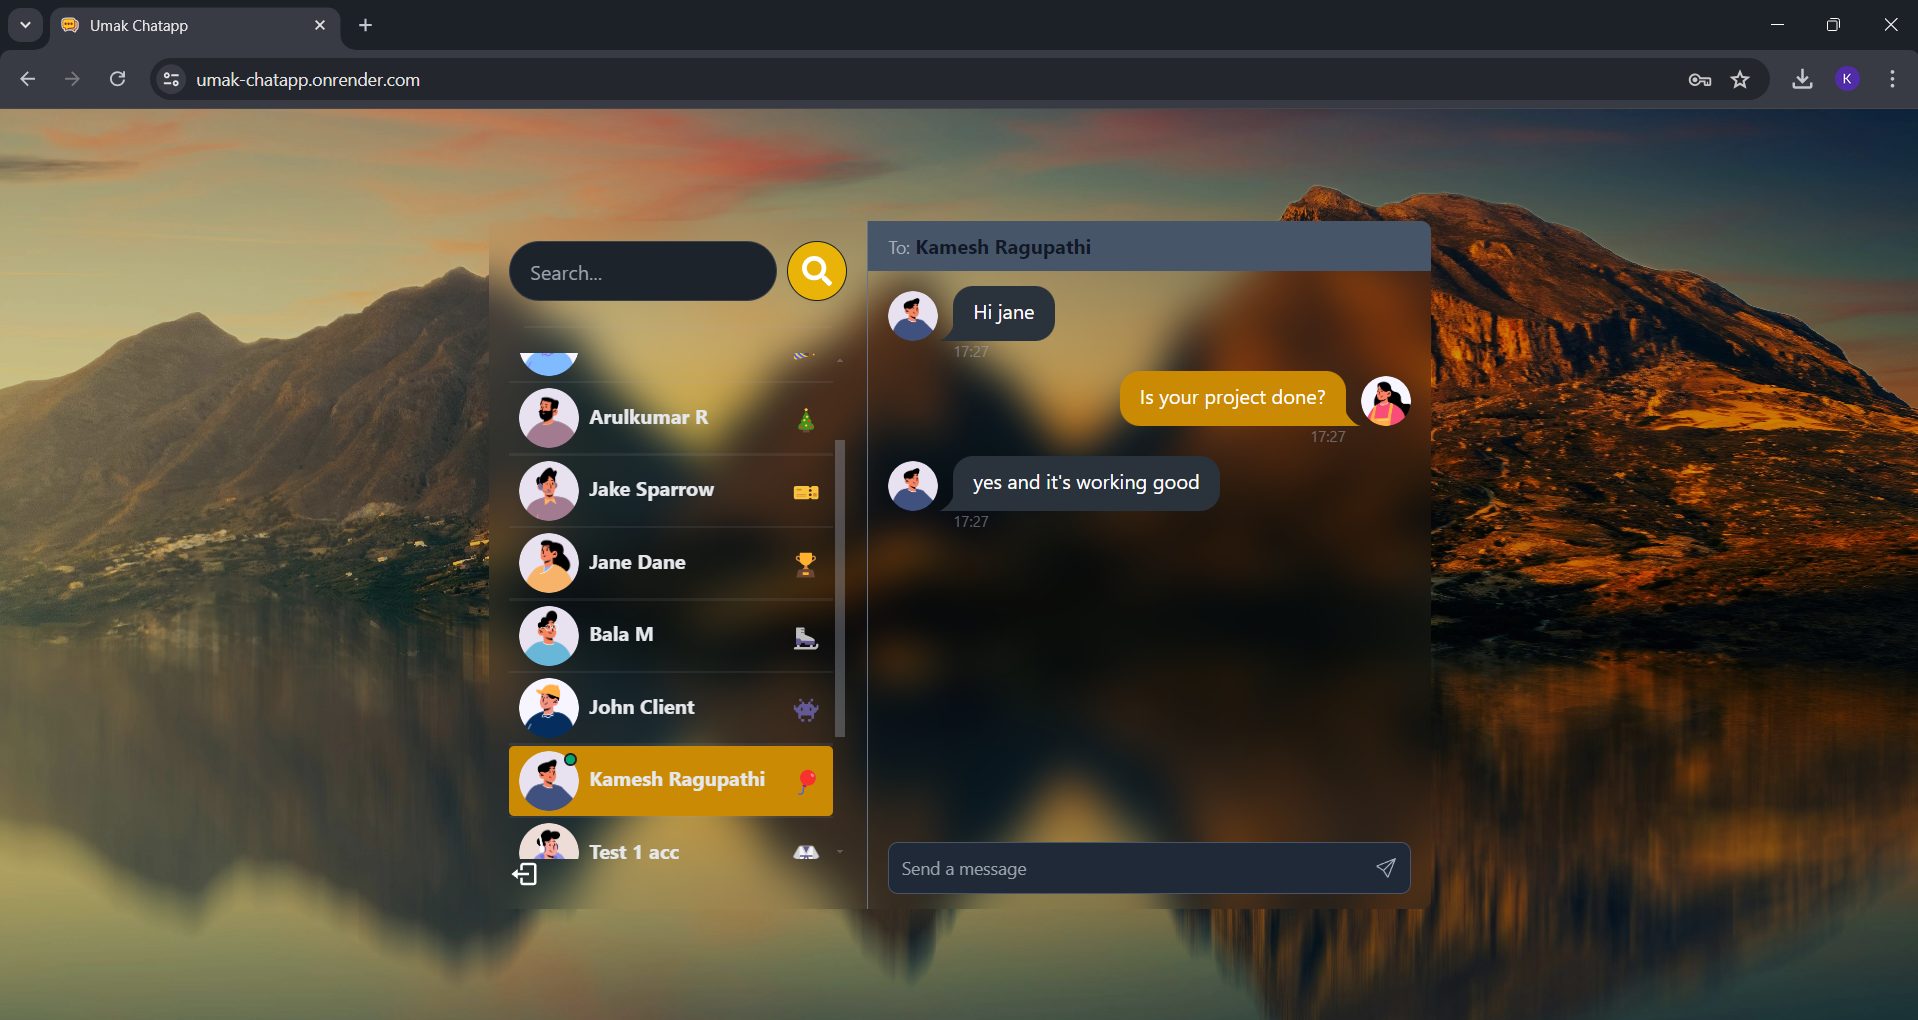 Umak Chatapp
umak-chatapp.onrender.com
K
Search...
Arulkumar R
Jake Sparrow
Jane Dane
Bala M
John Client
Kamesh Ragupathi
Test 1 acc
To: Kamesh Ragupathi
Hi jane
17:27
Is your project done?
17:27
yes and it's working good
17:27
Send a message